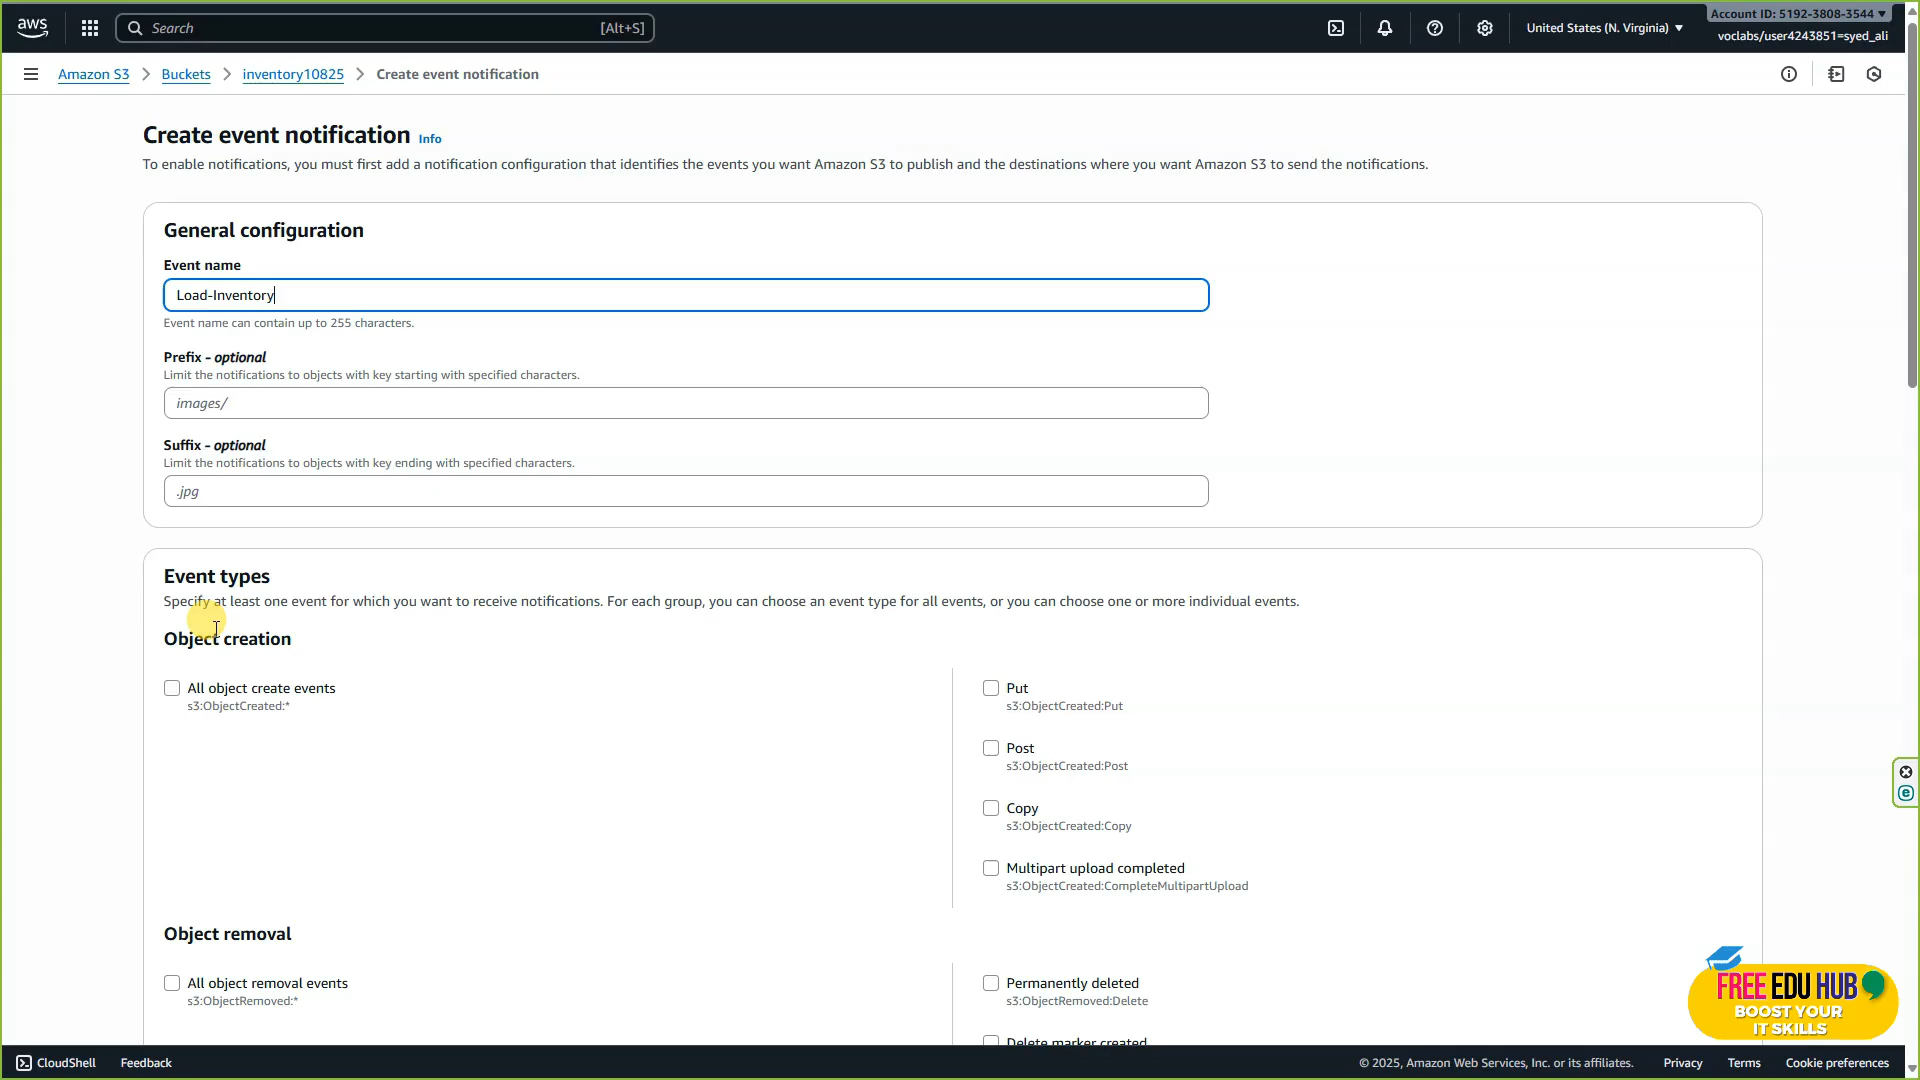 aws
Search
[Alt+S]
United States (N. Virginia)
Account ID: 5192-3808-3544
voclabs/user4243851=syed_ali
Amazon S3
Buckets
inventory10825
Create event notification
Create event notification Info
To enable notifications, you must first add a notification configuration that identifies the events you want Amazon S3 to publish and the destinations where you want Amazon S3 to send the notifications.
General configuration
Event name
Load-Inventory
Event name can contain up to 255 characters.
Prefix - optional
Limit the notifications to objects with key starting with specified characters.
images/
Suffix - optional
Limit the notifications to objects with key ending with specified characters.
.jpg
Event types
Specify at least one event for which you want to receive notifications. For each group, you can choose an event type for all events, or you can choose one or more individual events.
Object creation
All object create events
s3:ObjectCreated:*
Put
s3:ObjectCreated:Put
Post
s3:ObjectCreated:Post
Copy
s3:ObjectCreated:Copy
Multipart upload completed
s3:ObjectCreated:CompleteMultipartUpload
Object removal
All object removal events
s3:ObjectRemoved:*
Permanently deleted
s3:ObjectRemoved:Delete
Delete marker created
FREE EDU HUB
BOOST YOUR
IT SKILLS
CloudShell
Feedback
© 2025, Amazon Web Services, Inc. or its affiliates.
Privacy
Terms
Cookie preferences